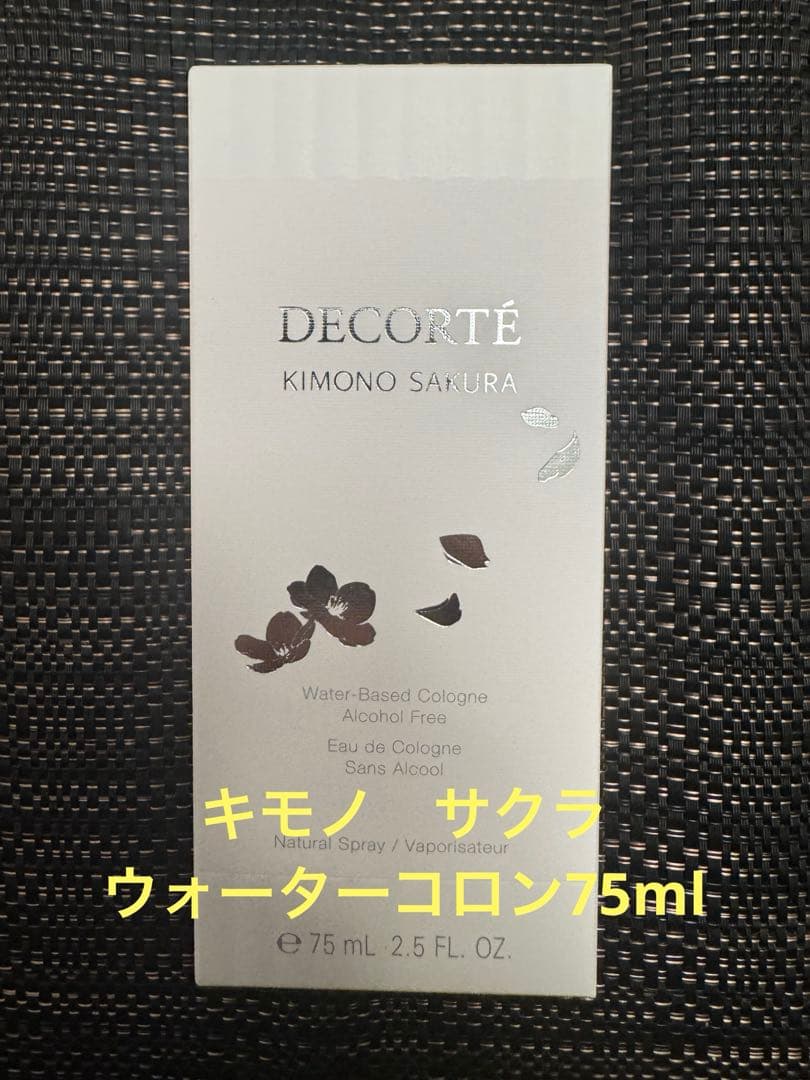 DECORTÉ
KIMONO SAKURA
Water-Based Cologne
Alcohol Free
Eau de Cologne
Sans Alcool
キモノ　サクラ
Natural Spray / Vaporisateur
ウォーターコロン75ml
℮ 75 mL 2.5 FL. OZ.